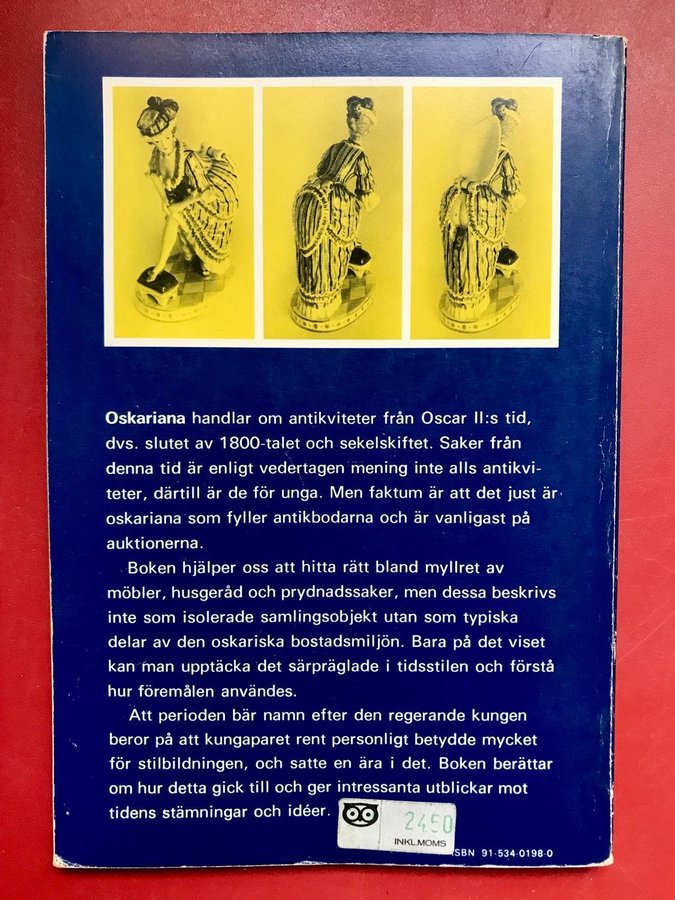 Oskariana handlar om antikviteter från Oscar II:s tid,
dvs. slutet av 1800-talet och sekelskiftet. Saker från
denna tid är enligt vedertagen mening inte alls antikvi-
teter, därtill är de för unga. Men faktum är att det just är
oskariana som fyller antikbodarna och är vanligast på
auktionerna.
Boken hjälper oss att hitta rätt bland myllret av
möbler, husgeråd och prydnadssaker, men dessa beskrivs
inte som isolerade samlingsobjekt utan som typiska
delar av den oskariska bostadsmiljön. Bara på det viset
kan man upptäcka det särpräglade i tidsstilen och förstå
hur föremålen användes.
Att perioden bär namn efter den regerande kungen
beror på att kungaparet rent personligt betydde mycket
för stilbildningen, och satte en ära i det. Boken berättar
om hur detta gick till och ger intressanta utblickar mot
tidens stämningar och idéer.
24.50
INKL.MOMS
ISBN 91-534-0198-0